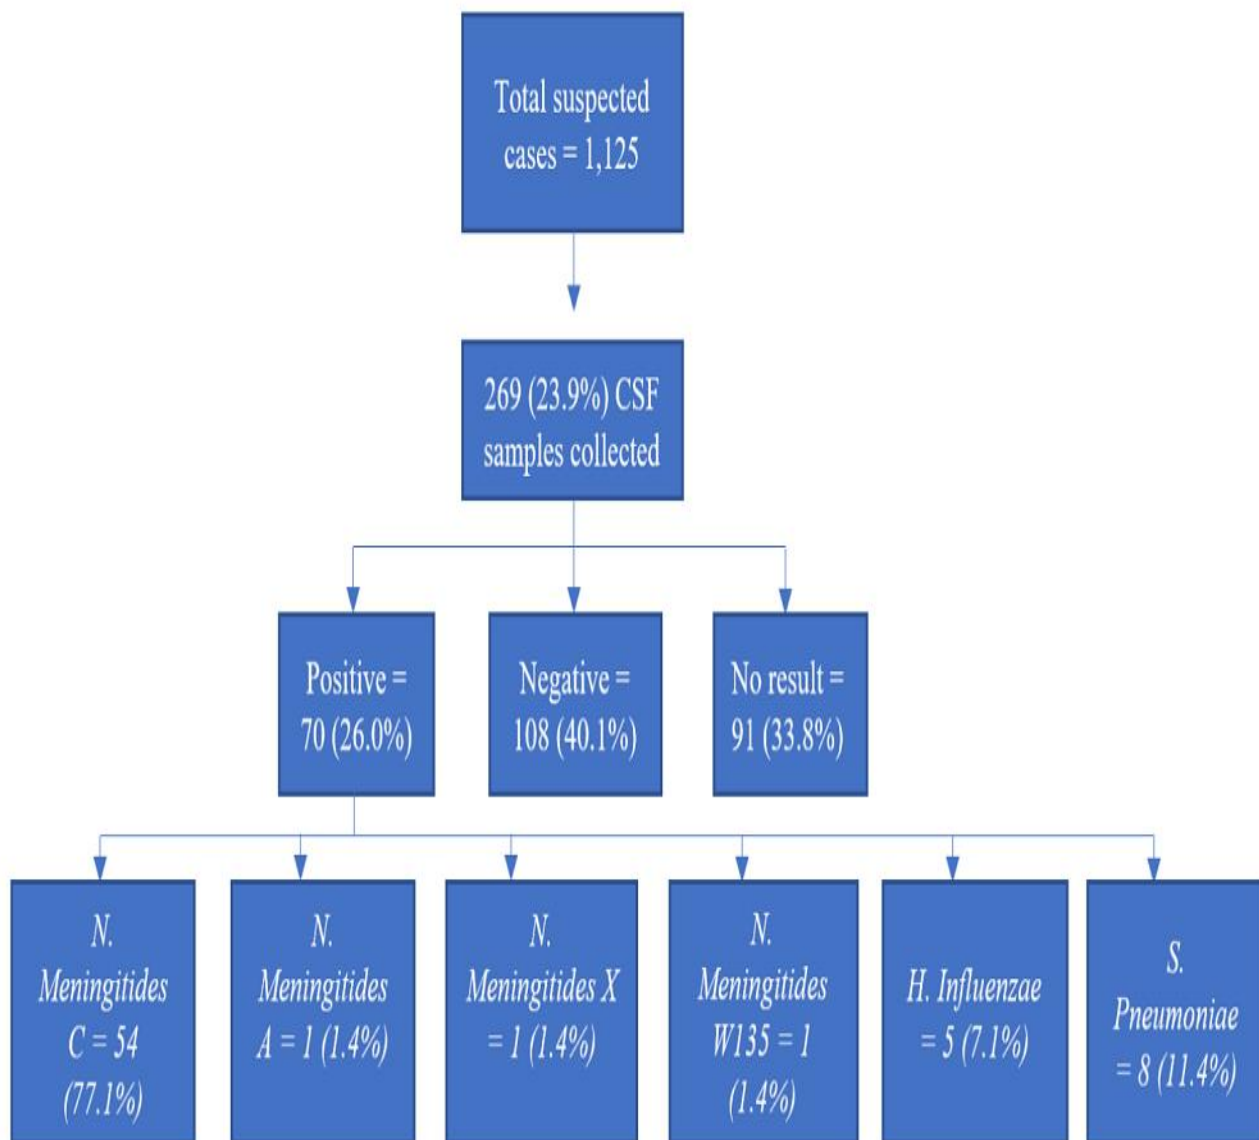 Total suspected
cases = 1,125
269 (23.9%) CSF
samples collected
Positive =
70 (26.0%)
Negative =
108 (40.1%)
No result =
91 (33.8%)
N.
Meningitides
C = 54
(77.1%)
N.
Meningitides
A = 1 (1.4%)
N.
Meningitides X
= 1 (1.4%)
N.
Meningitides
W135 = 1
(1.4%)
H. Influenzae
= 5 (7.1%)
S.
Pneumoniae
= 8 (11.4%)